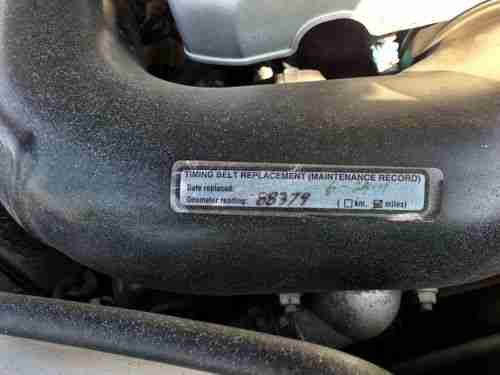 TIMING BELT REPLACEMENT (MAINTENANCE RECORD)
Date replaced:
Odometer reading: 88379 ( □ km. ☑ miles)